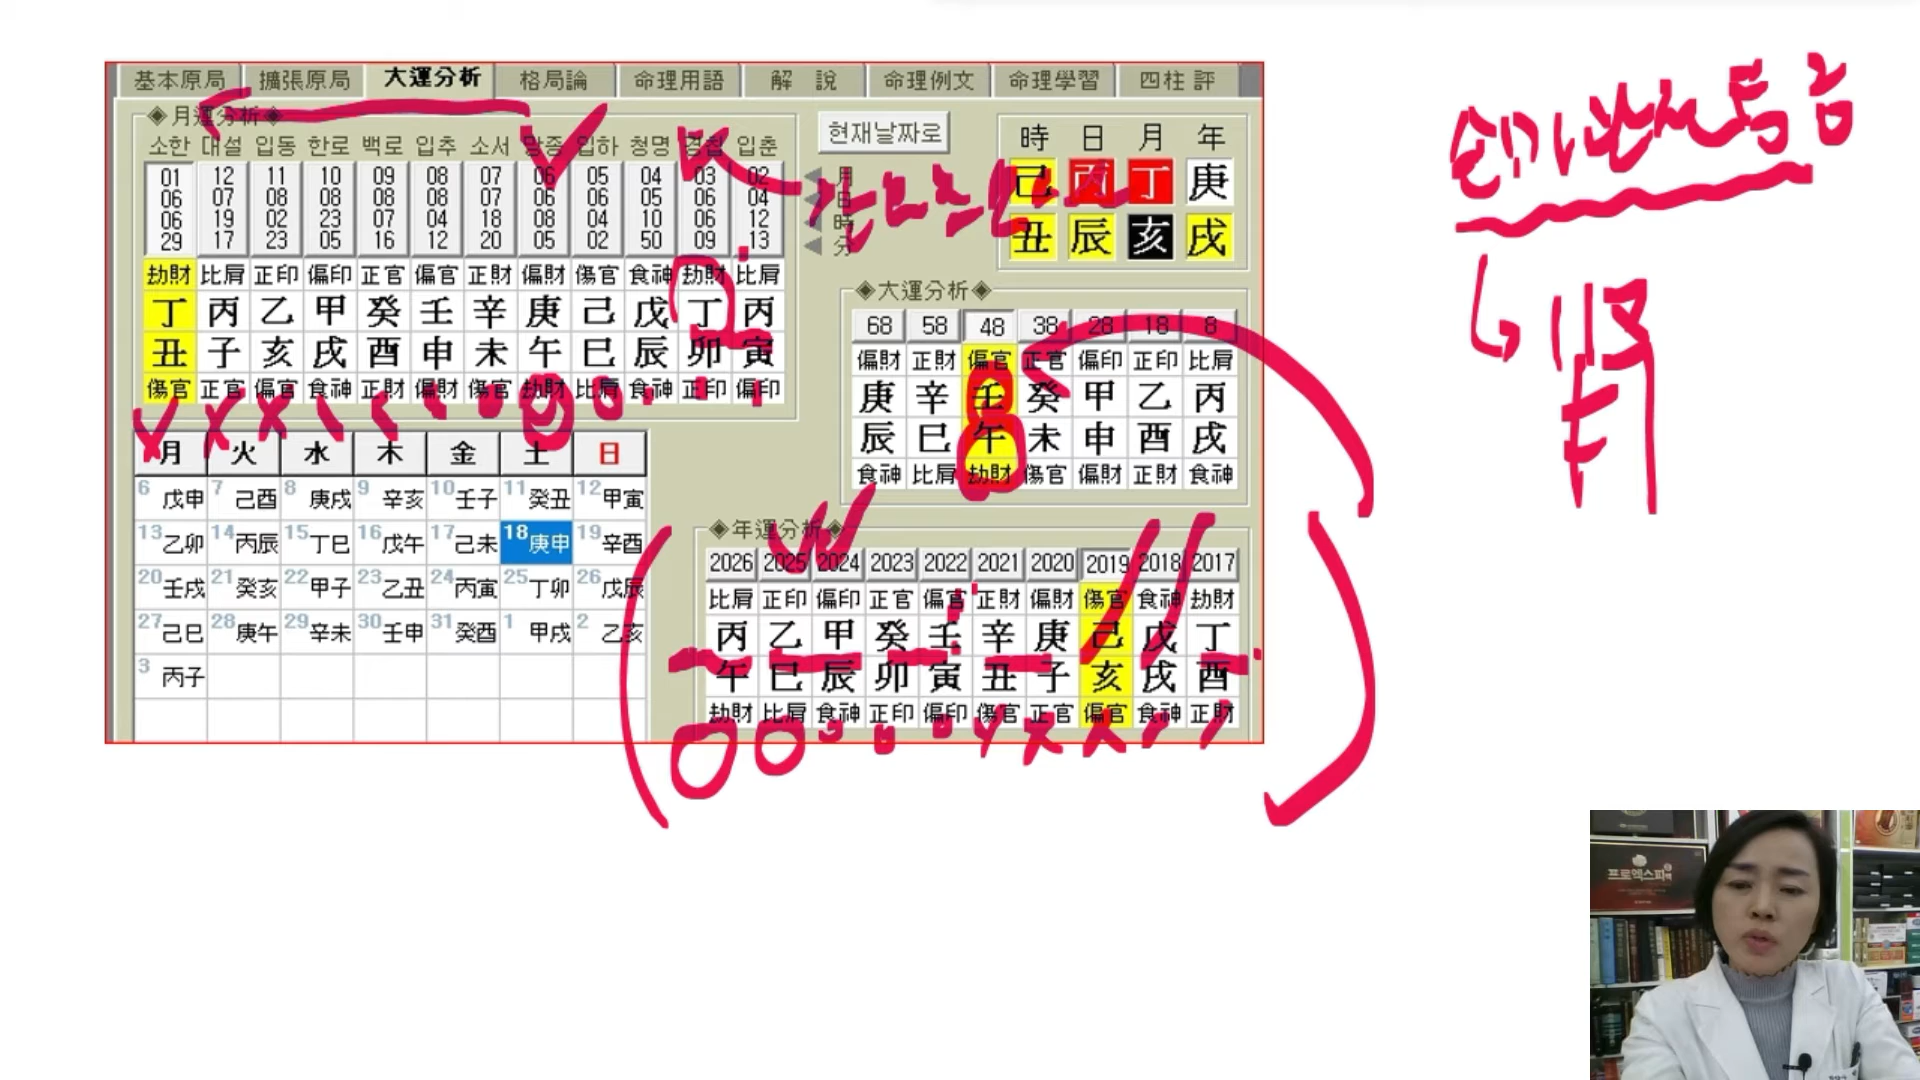 基本原局 擴張原局 大運分析 格局論 命理用語 解 說 命理例文 命理學習 四柱評
◈月運分析◈
소한 대설 입동 한로 백로 입추 소서 망종 입하 청명 경칩 입춘
01 12 11 10 09 08 07 06 05 04 03 02
06 07 08 08 08 08 07 06 06 05 06 04
06 19 02 23 07 04 18 08 04 10 06 12
29 17 23 05 16 12 20 05 02 50 09 13
月
日
時
分
劫財 比肩 正印 偏印 正官 偏官 正財 偏財 傷官 食神 劫財 比肩
丁 丙 乙 甲 癸 壬 辛 庚 己 戊 丁 丙
丑 子 亥 戌 酉 申 未 午 巳 辰 卯 寅
傷官 正官 偏官 食神 正財 偏財 傷官 劫財 比肩 食神 正印 偏印
현재날짜로
時 日 月 年
己 丙 丁 庚
丑 辰 亥 戌
◈大運分析◈
68 58 48 38 28 18 8
偏財 正財 偏官 正官 偏印 正印 比肩
庚 辛 壬 癸 甲 乙 丙
辰 巳 午 未 申 酉 戌
食神 比肩 劫財 傷官 偏財 正財 食神
月 火 水 木 金 土 日
6 戊申 7 己酉 8 庚戌 9 辛亥 10 壬子 11 癸丑 12 甲寅
13 乙卯 14 丙辰 15 丁巳 16 戊午 17 己未 18 庚申 19 辛酉
20 壬戌 21 癸亥 22 甲子 23 乙丑 24 丙寅 25 丁卯 26 戊辰
27 己巳 28 庚午 29 辛未 30 壬申 31 癸酉 1 甲戌 2 乙亥
3 丙子
◈年運分析◈
2026 2025 2024 2023 2022 2021 2020 2019 2018 2017
比肩 正印 偏印 正官 偏官 正財 偏財 傷官 食神 劫財
丙 乙 甲 癸 壬 辛 庚 己 戊 丁
午 巳 辰 卯 寅 丑 子 亥 戌 酉
劫財 比肩 食神 正印 偏印 傷官 正官 偏官 食神 正財
프로엑스피